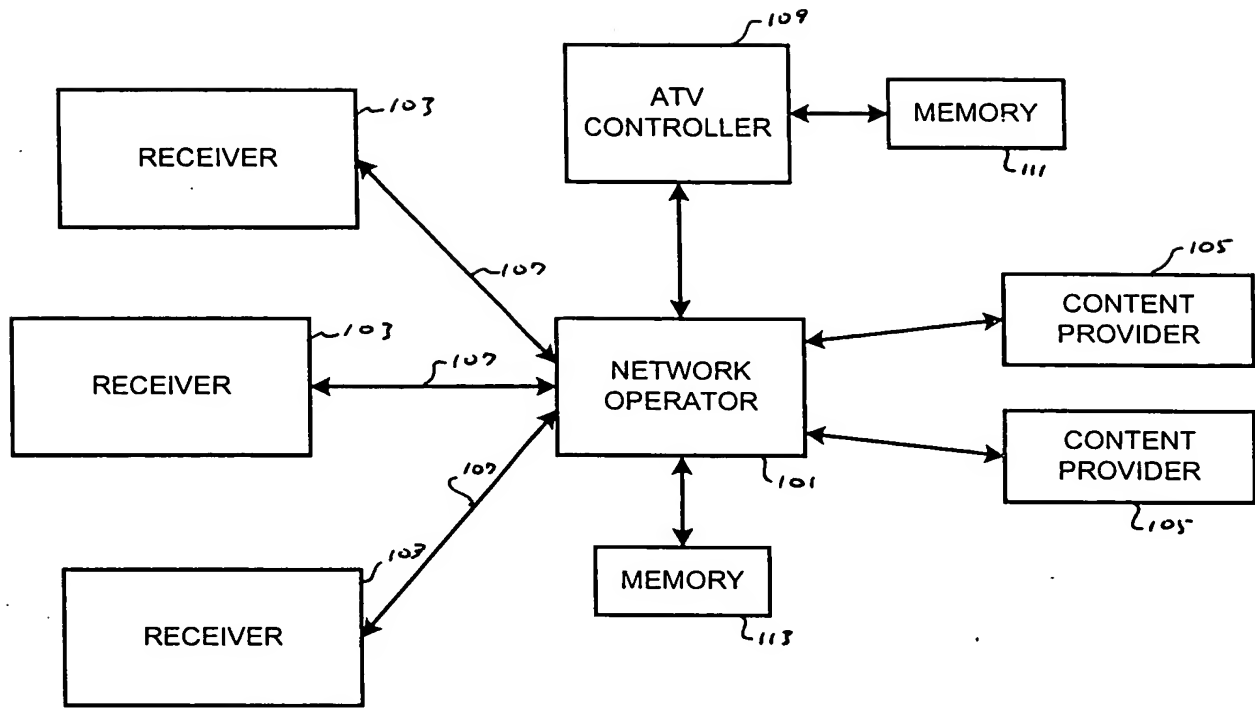 109
ATV
CONTROLLER
MEMORY
111
103
RECEIVER
107
105
CONTENT
PROVIDER
103
RECEIVER
107
NETWORK
OPERATOR
101
CONTENT
PROVIDER
105
107
103
RECEIVER
MEMORY
113